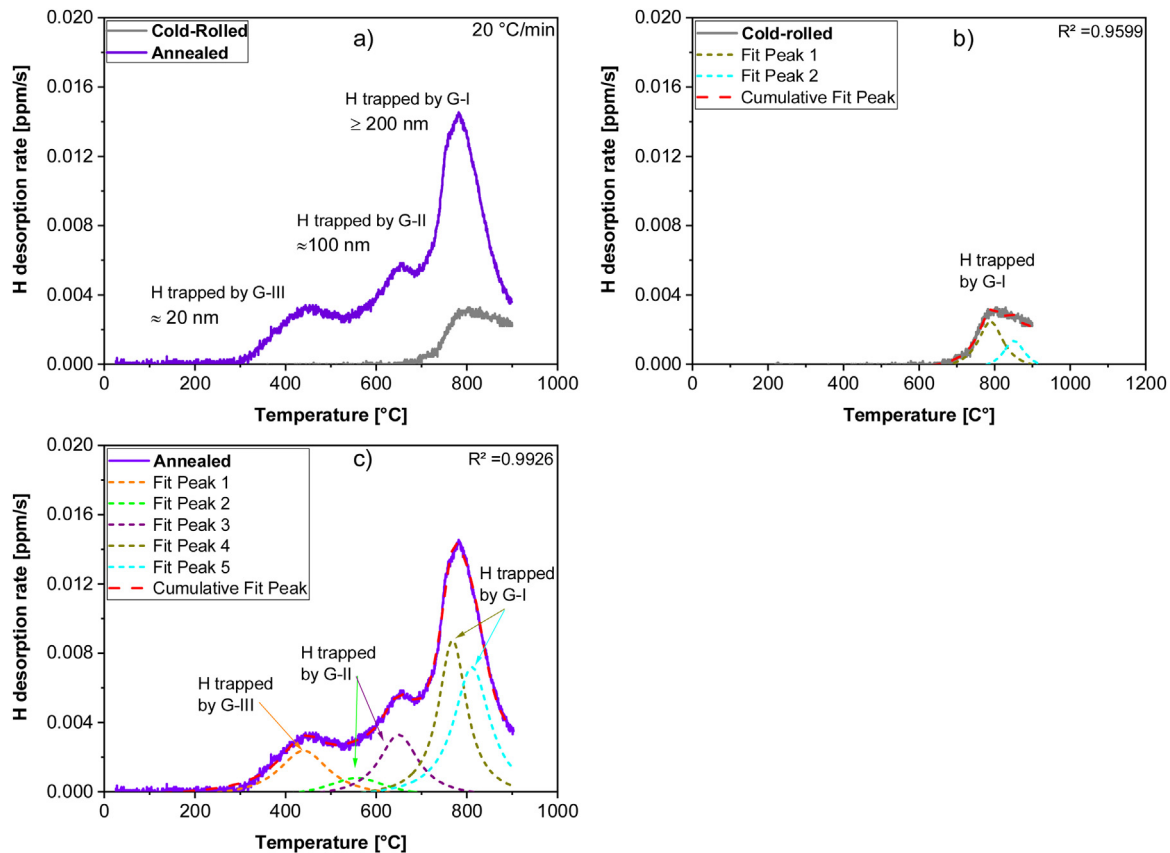 0.020
0.016
0.012
0.008
0.004
0.000
H desorption rate [ppm/s]
Cold-Rolled
Annealed
a)
20 °C/min
H trapped by G-I
≥ 200 nm
H trapped by G-II
≈100 nm
H trapped by G-III
≈ 20 nm
0
200
400
600
800
1000
Temperature [°C]
0.020
0.016
0.012
0.008
0.004
0.000
H desorption rate [ppm/s]
Cold-rolled
Fit Peak 1
Fit Peak 2
Cumulative Fit Peak
b)
R² =0.9599
H trapped
by G-I
0
200
400
600
800
1000
1200
Temperature [C°]
0.020
0.016
0.012
0.008
0.004
0.000
H desorption rate [ppm/s]
Annealed
Fit Peak 1
Fit Peak 2
Fit Peak 3
Fit Peak 4
Fit Peak 5
Cumulative Fit Peak
c)
R² =0.9926
H trapped
by G-I
H trapped
by G-II
H trapped
by G-III
0
200
400
600
800
1000
Temperature [°C]